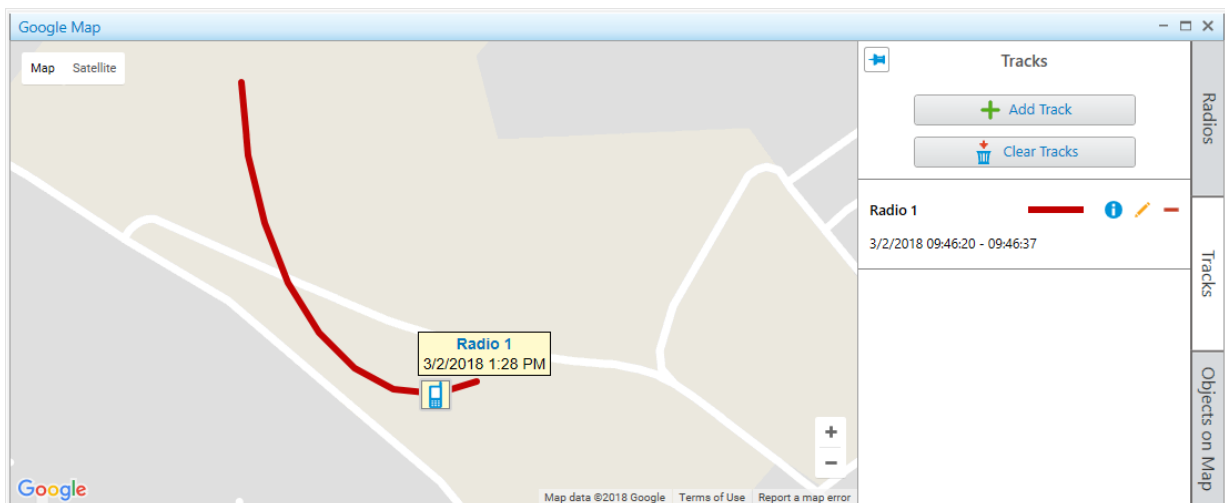 Google Map
Map Satellite
Radio 1
3/2/2018 1:28 PM
Google
Map data ©2018 Google Terms of Use Report a map error
Tracks
Add Track
Clear Tracks
Radio 1
3/2/2018 09:46:20 - 09:46:37
Radios
Tracks
Objects on Map